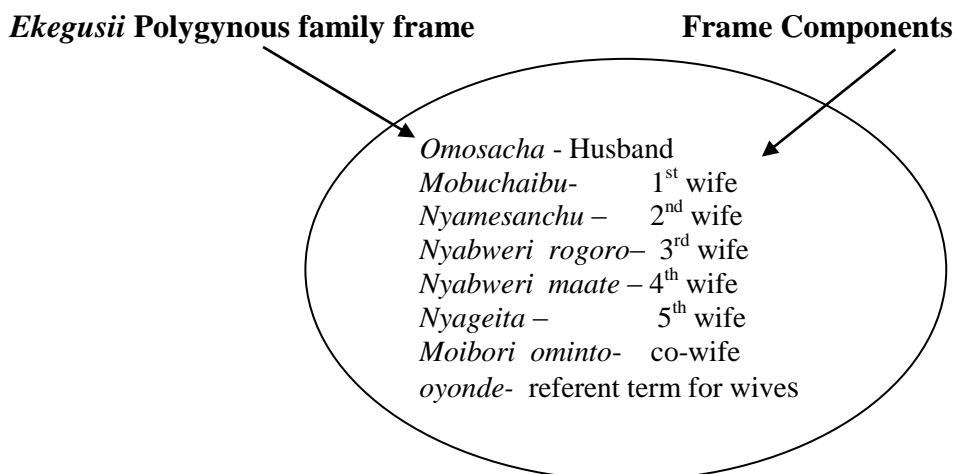 Ekegusii Polygynous family frame Frame Components
Omosacha - Husband
Mobuchaibu- 1st wife
Nyamesanchu – 2nd wife
Nyabweri rogoro– 3rd wife
Nyabweri maate – 4th wife
Nyageita – 5th wife
Moibori ominto- co-wife
oyonde- referent term for wives